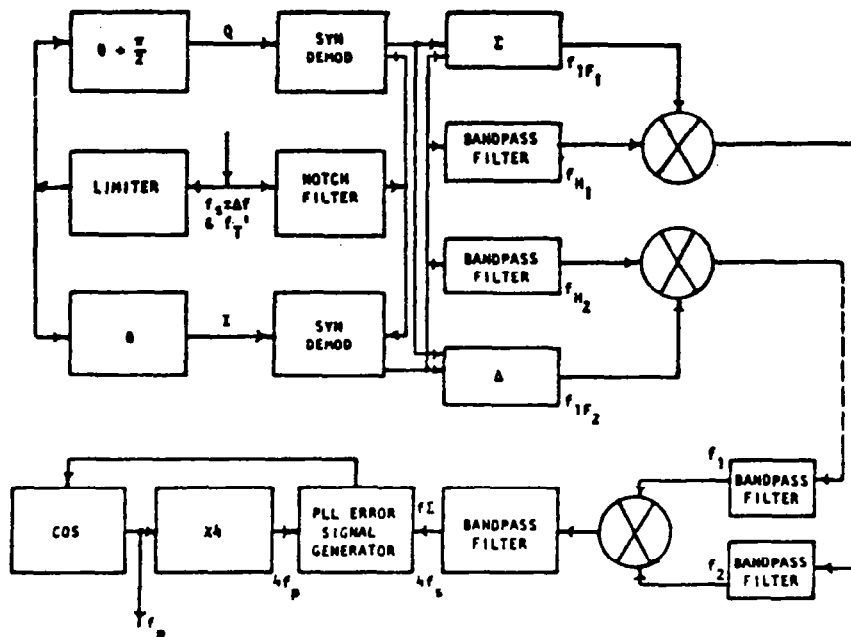 θ + π/2
Q
SYN
DEMOD
Σ
f1F1
LIMITER
fs±Δf
& fT'
NOTCH
FILTER
BANDPASS
FILTER
fH1
BANDPASS
FILTER
fH2
θ
I
SYN
DEMOD
Δ
f1F2
COS
X4
4fp
PLL ERROR
SIGNAL
GENERATOR
fΣ
4fs
BANDPASS
FILTER
f1
BANDPASS
FILTER
f2
BANDPASS
FILTER